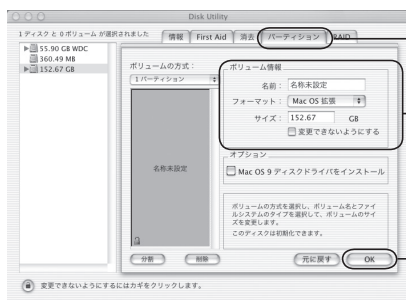 Disk Utility
1 ディスク と 0 ボリューム が選択されました
55.90 GB WDC
360.49 MB
152.67 GB
情報
First Aid
消去
パーティション
RAID
ボリュームの方式：
1 パーティション
名称未設定
ボリューム情報
名前： 名称未設定
フォーマット： Mac OS 拡張
サイズ： 152.67 GB
変更できないようにする
オプション
Mac OS 9 ディスクドライバをインストール
ボリュームの方式を選択し、ボリューム名とファイ
ルシステムのタイプを選択して、ボリュームのサイ
ズを変更します。
このディスクは初期化できます。
分割
削除
元に戻す
OK
変更できないようにするにはカギをクリックします。